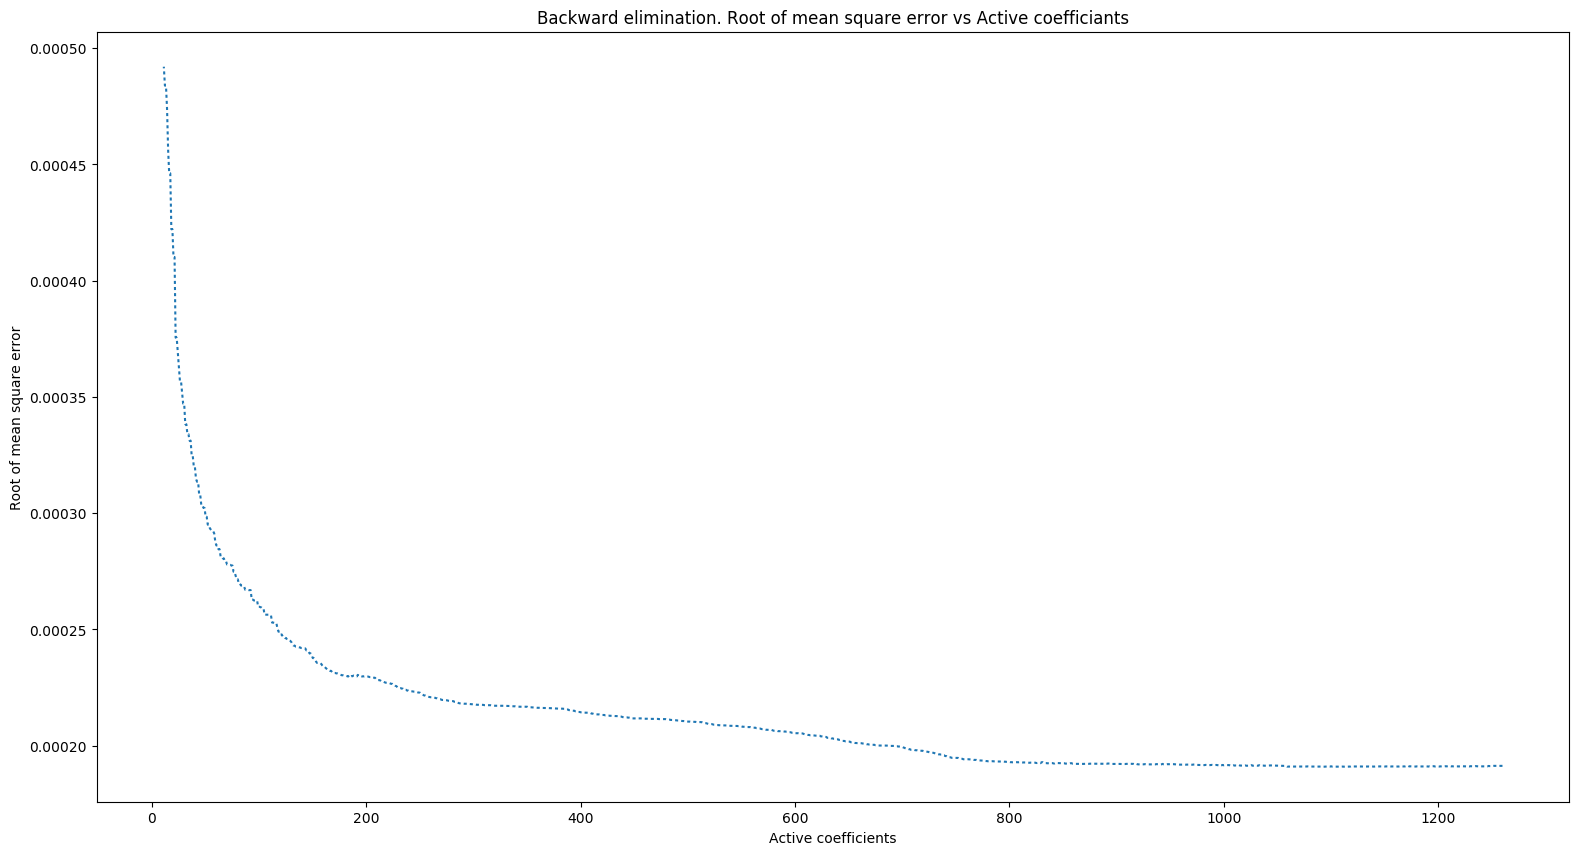 Backward elimination. Root of mean square error vs Active coefficiants
0.00050
0.00045
0.00040
0.00035
0.00030
0.00025
0.00020
Root of mean square error
0 200 400 600 800 1000 1200
Active coefficients